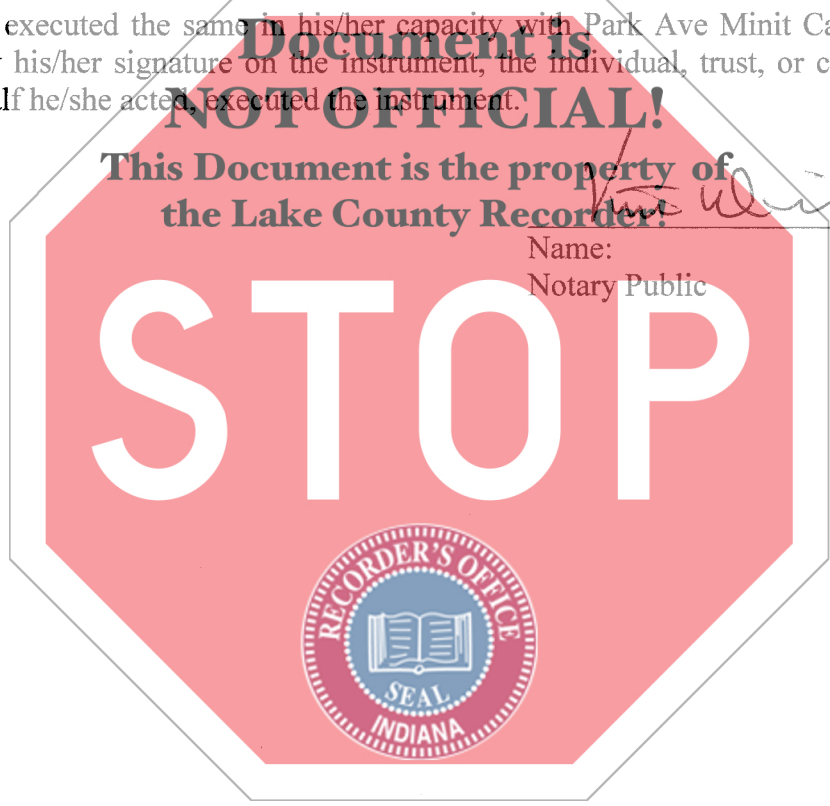 executed the same in his/her capacity with Park Ave Minit Ca
his/her signature on the instrument, the individual, trust, or c
lf he/she acted, executed the instrument.
Document is
NOT OFFICIAL!
This Document is the property of
the Lake County Recorder!
Name:
Notary Public
STOP
RECORDER'S OFFICE
SEAL
INDIANA